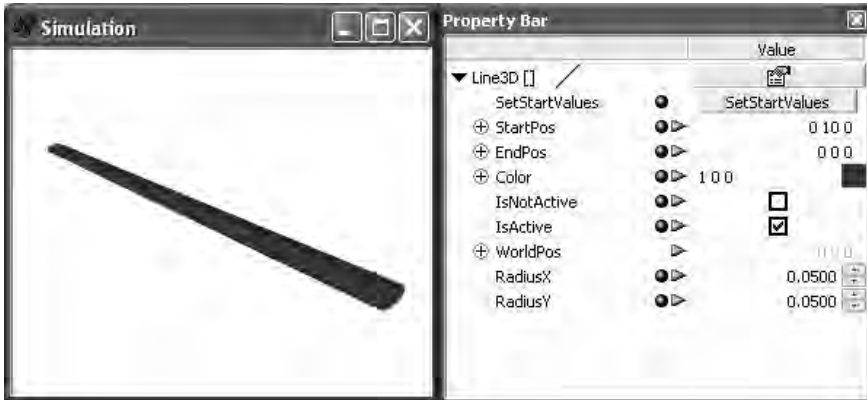 Simulation
Property Bar
Value
Line3D []
SetStartValues SetStartValues
StartPos 0 10 0
EndPos 0 0 0
Color 1 0 0
IsNotActive
IsActive
WorldPos
RadiusX 0,0500
RadiusY 0,0500